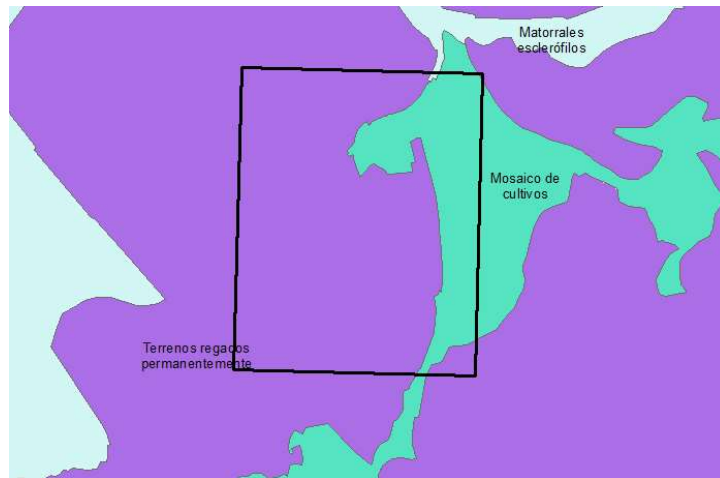 Matorrales
esclerófilos
Mosaico de
cultivos
Terrenos regados
permanentemente